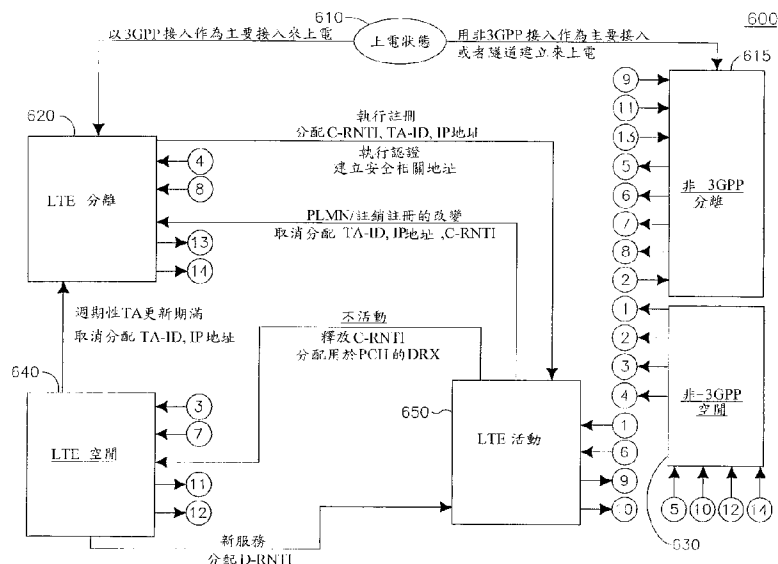 600
610
上電狀態
以3GPP接入作為主要接入來上電
用非3GPP接入作為主要接入
或者隧道建立來上電
615
620
LTE 分離
4
8
13
14
執行註冊
分配C-RNTI, TA-ID, IP地址
執行認證
建立安全相關地址
PLMN/註銷註冊的改變
取消分配 TA-ID, IP地址 ,C-RNTI
9
11
13
5
6
7
8
2
非-3GPP
分離
週期性TA更新期滿
取消分配 TA-ID, IP地址
不活動
釋放C-RNTI
分配用於PCH的DRX
640
LTE 空閒
3
7
11
12
650
LTE 活動
1
6
9
10
1
2
3
4
非-3GPP
空閒
5
10
12
14
630
新服務
分配D-RNTI